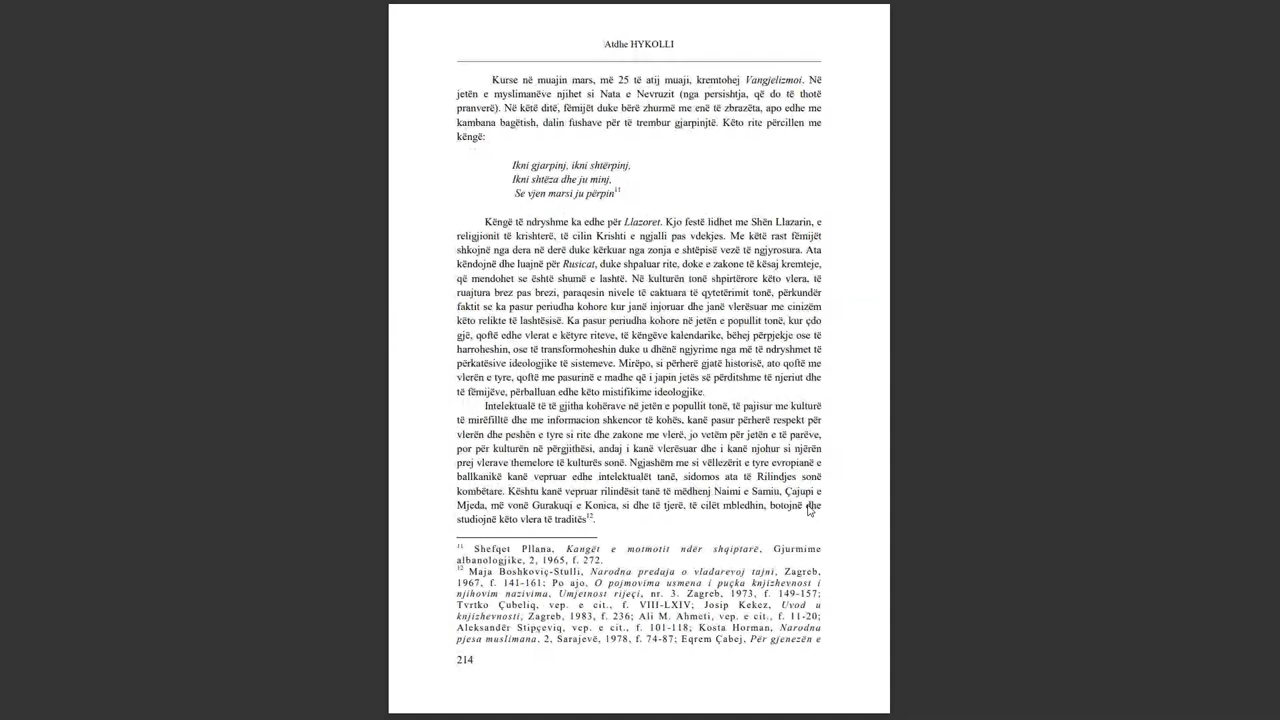 Atdhe HYKOLLI
Kurse në muajin mars, më 25 të atij muaji, kremtohej Vangjelizmoi. Në
jetën e myslimanëve njihet si Nata e Nevruzit (nga persishtja, që do të thotë
pranverë). Në këtë ditë, fëmijët duke bërë zhurmë me enë të zbrazëta, apo edhe me
kambana bagëtish, dalin fushave për të trembur gjarpinjtë. Këto rite përcillen me
këngë:
Ikni gjarpinj, ikni shtërpinj,
Ikni shtëza dhe ju minj,
Se vjen marsi ju përpin11
Këngë të ndryshme ka edhe për Llazoret. Kjo festë lidhet me Shën Llazarin, e
religjionit të krishterë, të cilin Krishti e ngjalli pas vdekjes. Me këtë rast fëmijët
shkojnë nga dera në derë duke kërkuar nga zonja e shtëpisë vezë të ngjyrosura. Ata
këndojnë dhe luajnë për Rusicat, duke shpaluar rite, doke e zakone të kësaj kremteje,
që mendohet se është shumë e lashtë. Në kulturën tonë shpirtërore këto vlera, të
ruajtura brez pas brezi, paraqesin nivele të caktuara të qytetërimit tonë, përkundër
faktit se ka pasur periudha kohore kur janë injoruar dhe janë vlerësuar me cinizëm
këto relikte të lashtësisë. Ka pasur periudha kohore në jetën e popullit tonë, kur çdo
gjë, qoftë edhe vlerat e këtyre riteve, të këngëve kalendarike, bëhej përpjekje ose të
harroheshin, ose të transformoheshin duke u dhënë ngjyrime nga më të ndryshmet të
përkatësive ideologjike të sistemeve. Mirëpo, si përherë gjatë historisë, ato qoftë me
vlerën e tyre, qoftë me pasurinë e madhe që i japin jetës së përditshme të njeriut dhe
të fëmijëve, përballuan edhe këto mistifikime ideologjike.
Intelektualë të të gjitha kohërave në jetën e popullit tonë, të pajisur me kulturë
të mirëfilltë dhe me informacion shkencor të kohës, kanë pasur përherë respekt për
vlerën dhe peshën e tyre si rite dhe zakone me vlerë, jo vetëm për jetën e të parëve,
por për kulturën në përgjithësi, andaj i kanë vlerësuar dhe i kanë njohur si njërën
prej vlerave themelore të kulturës sonë. Ngjashëm me si vëllezërit e tyre evropianë e
ballkanikë kanë vepruar edhe intelektualët tanë, sidomos ata të Rilindjes sonë
kombëtare. Kështu kanë vepruar rilindësit tanë të mëdhenj Naimi e Samiu, Çajupi e
Mjeda, më vonë Gurakuqi e Konica, si dhe të tjerë, të cilët mbledhin, botojnë dhe
studiojnë këto vlera të traditës12.
11 Shefqet Pllana, Kangët e motmotit ndër shqiptarë, Gjurmime
albanologjike, 2, 1965, f. 272.
12 Maja Boshkoviç-Stulli, Narodna predaja o vladarevoj tajni, Zagreb,
1967, f. 141-161; Po ajo, O pojmovima usmena i puçka knjizhevnost i
njihovim nazivima, Umjetnost rijeçi, nr. 3. Zagreb, 1973, f. 149-157;
Tvrtko Çubeliq, vep. e cit., f. VIII-LXIV; Josip Kekez, Uvod u
knjizhevnosti, Zagreb, 1983, f. 236; Ali M. Ahmeti, vep. e cit., f. 11-20;
Aleksandër Stipçeviq, vep. e cit., f. 101-118; Kosta Horman, Narodna
pjesa muslimana, 2, Sarajevë, 1978, f. 74-87; Eqrem Çabej, Për gjenezën e
214